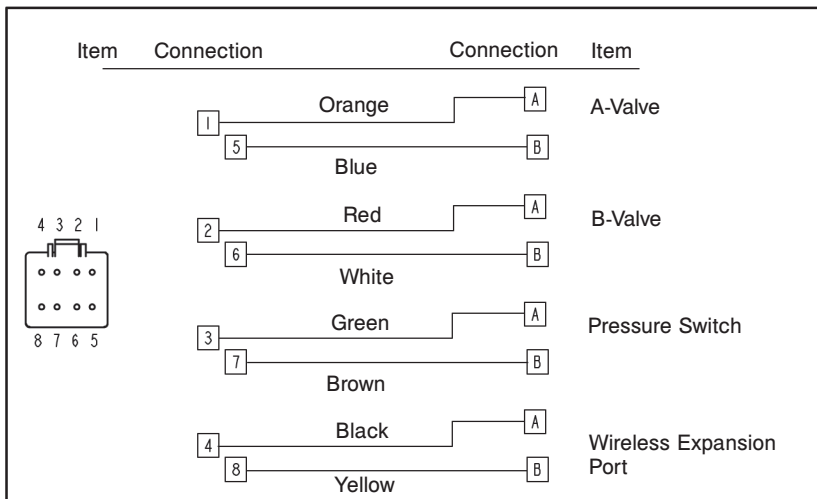 Item Connection Connection Item
Orange A A-Valve
1
5 B
Blue
Red A B-Valve
2
6 B
White
4 3 2 1
8 7 6 5
Green A Pressure Switch
3
7 B
Brown
Black A
4
Wireless Expansion
Port
8 B
Yellow